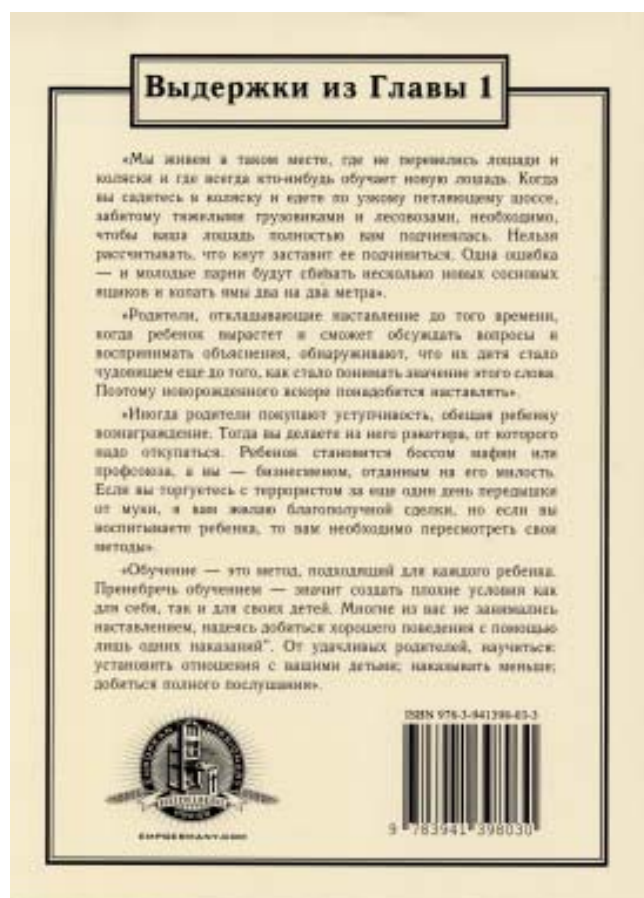 Выдержки из Главы 1
«Мы живем в таком месте, где не перевелись лошади и
коляски и где всегда кто-нибудь обучает новую лошадь. Когда
вы садитесь в коляску и едете по узкому петляющему шоссе,
забитому тяжелыми грузовиками и лесовозами, необходимо,
чтобы ваша лошадь полностью вам подчинялась. Нельзя
рассчитывать, что кнут заставит ее подчиниться. Одна ошибка
— и молодые парни будут сбивать несколько новых сосновых
ящиков и копать ямы два на два метра».
«Родители, откладывающие наставление до того времени,
когда ребенок вырастет и сможет обсуждать вопросы и
воспринимать объяснения, обнаруживают, что их дитя стало
чудовищем еще до того, как стало понимать значение этого слова.
Поэтому новорожденного вскоре понадобится наставлять».
«Иногда родители покупают уступчивость, обещая ребенку
вознаграждение. Тогда вы делаете из него рэкетира, от которого
надо откупаться. Ребенок становится боссом мафии или
профсоюза, а вы — бизнесменом, отданным на его милость.
Если вы торгуетесь с террористом за еще один день передышки
от муки, я вам желаю благополучной сделки, но если вы
воспитываете ребенка, то вам необходимо пересмотреть свои
методы».
«Обучение — это метод, подходящий для каждого ребенка.
Пренебречь обучением — значит создать плохие условия как
для себя, так и для своих детей. Многие из вас не занимались
наставлением, надеясь добиться хорошего поведения с помощью
лишь одних наказаний". От удачливых родителей, научиться:
установить отношения с вашими детьми; наказывать меньше;
добиться полного послушания».
ISBN 978-3-941398-03-3
EMPGERMANY.COM
9 783941 398030